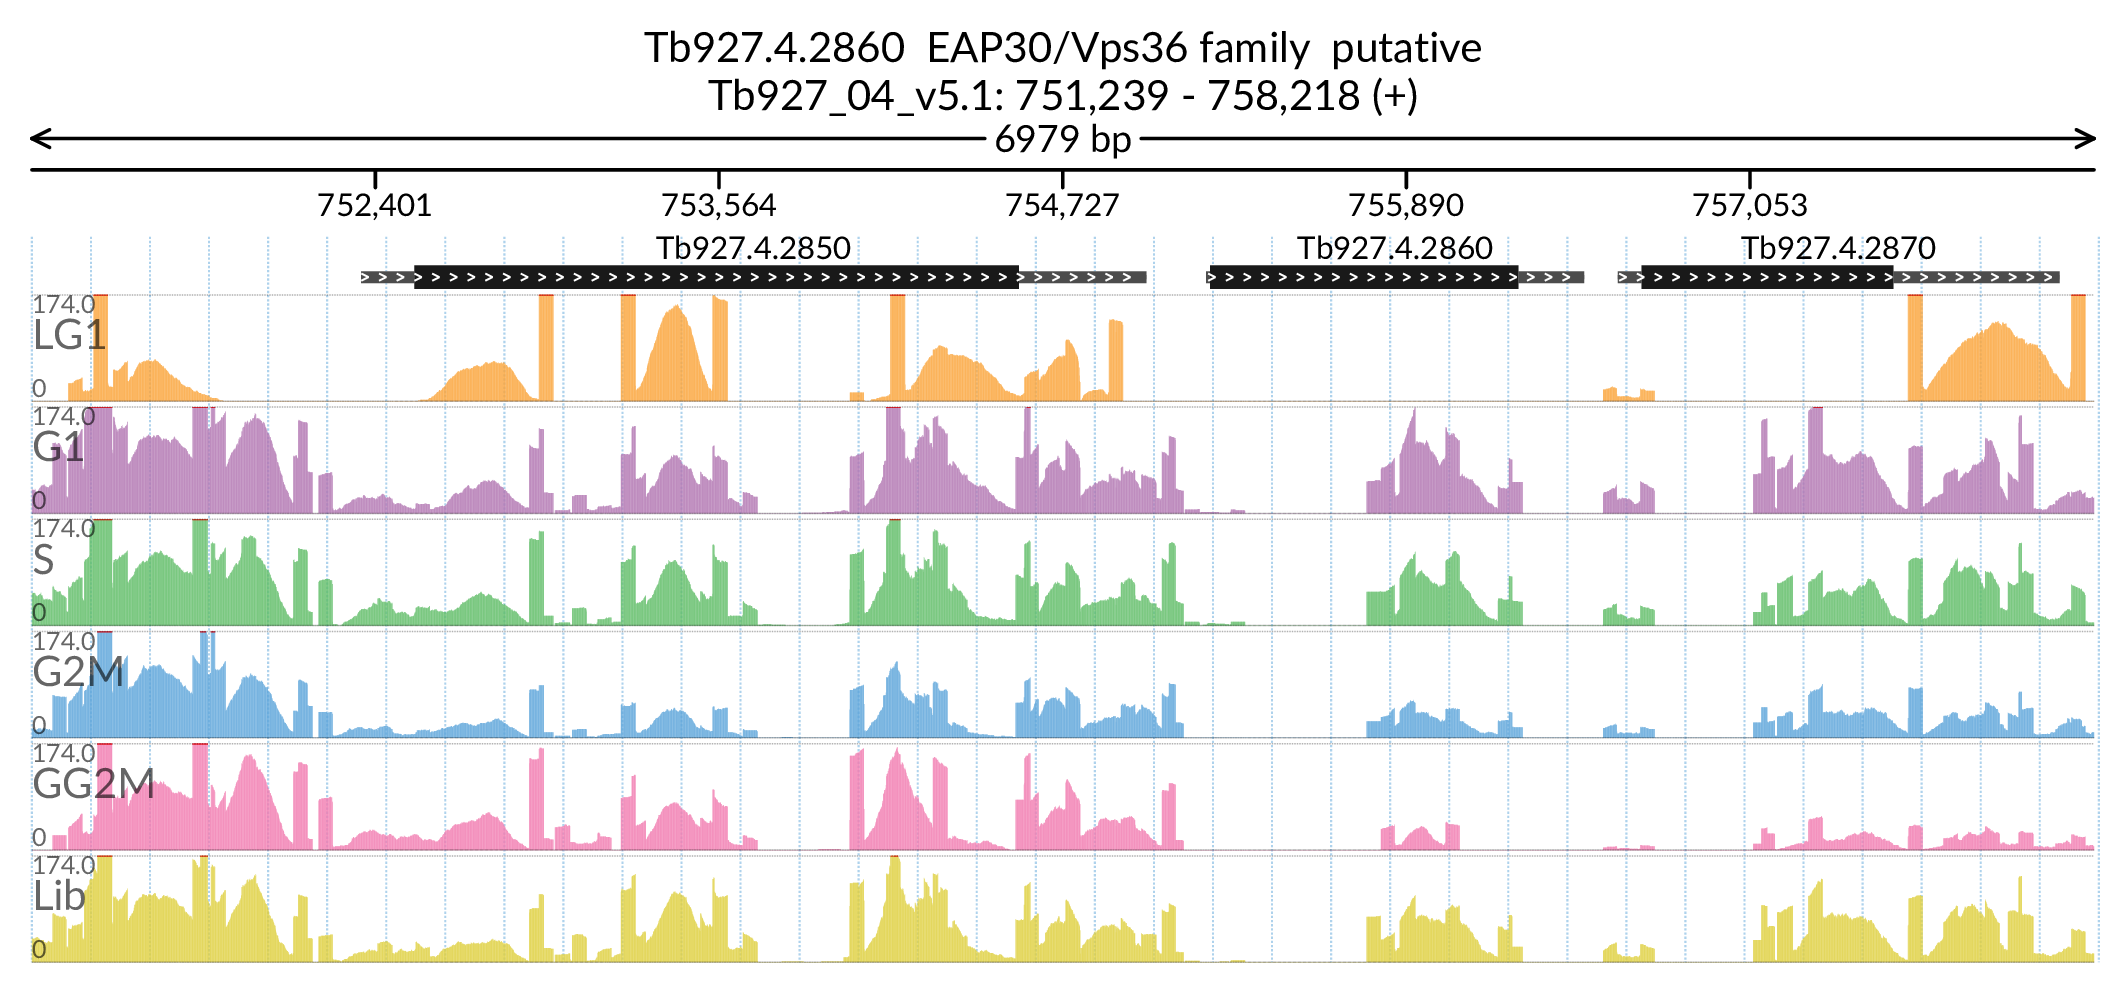 Tb927.4.2860  EAP30/Vps36 family  putative
Tb927_04_v5.1: 751,239 - 758,218 (+)
6979 bp
752,401 753,564 754,727 755,890 757,053
Tb927.4.2850 Tb927.4.2860 Tb927.4.2870
174.0
LG1
0
174.0
G1
0
174.0
S
0
174.0
G2M
0
174.0
GG2M
0
174.0
Lib
0